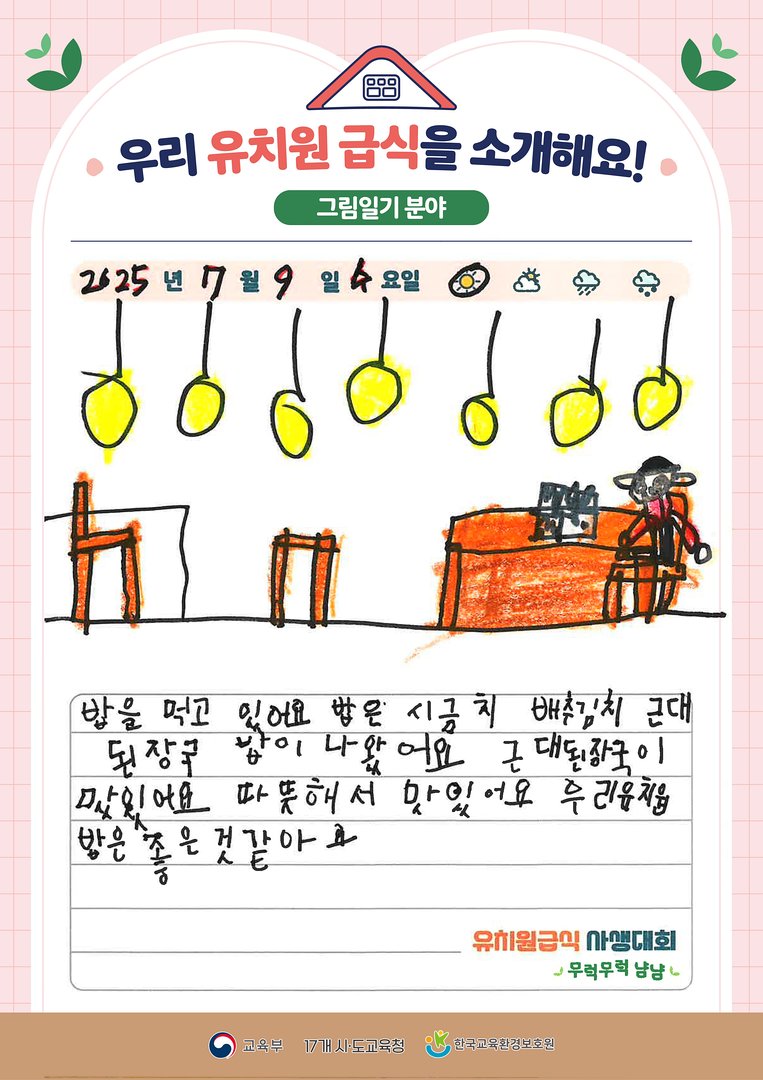 우리 유치원 급식을 소개해요!
그림일기 분야
2025 년 7 월 9 일 수 요일
밥을 먹고 있어요 밥은 시금치 배추김치 근대
된장국 밥이 나왔어요 근대된장국이
맛있어요 따뜻해서 맛있어요 우리유치원
밥은 좋은것같아요
유치원급식 사생대회
무럭무럭 냠냠
교육부 17개 시·도교육청 한국교육환경보호원